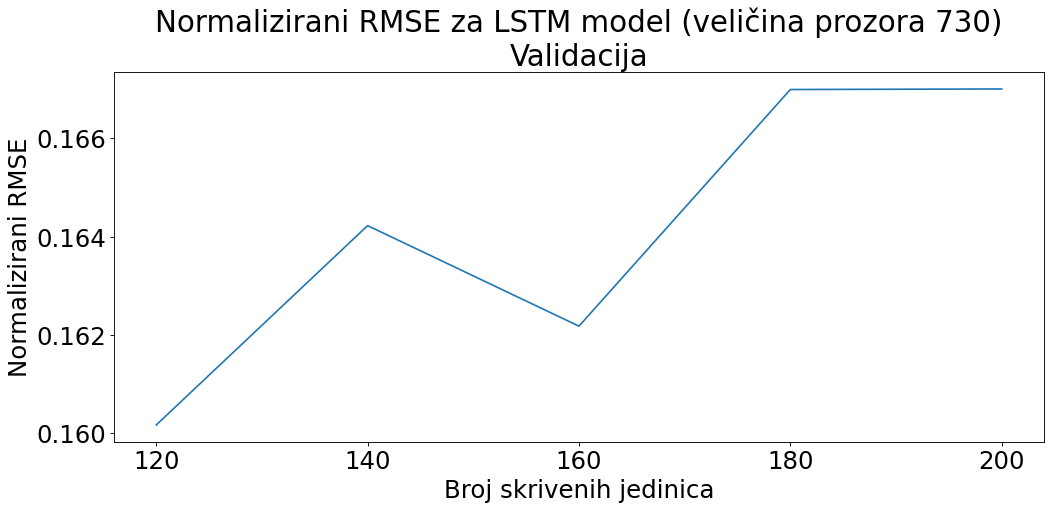 Normalizirani RMSE za LSTM model (veličina prozora 730)
Validacija
Normalizirani RMSE
0.166
0.164
0.162
0.160
120 140 160 180 200
Broj skrivenih jedinica